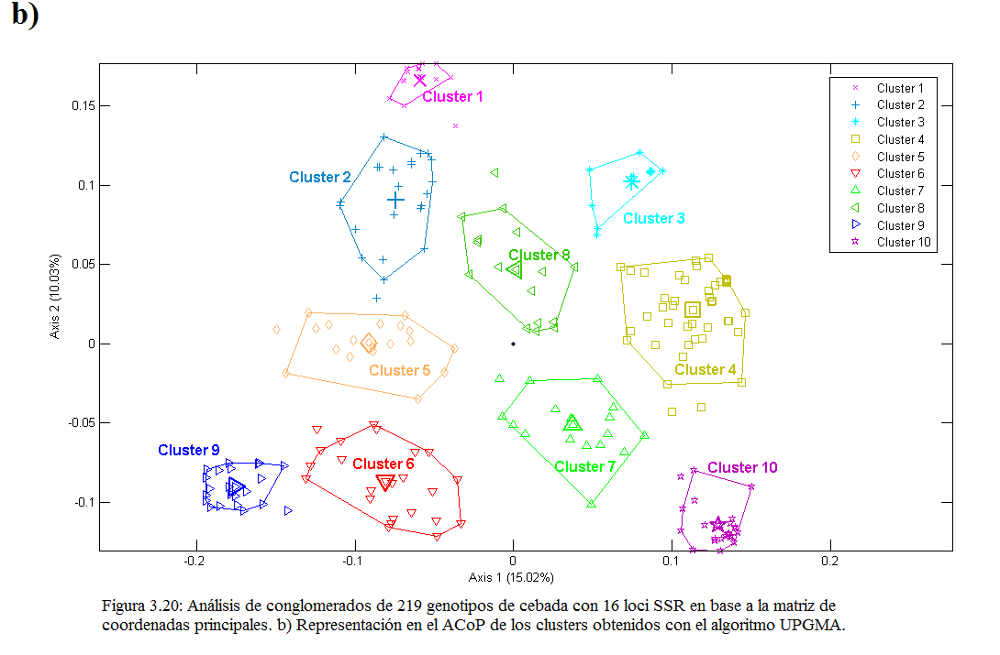 b)
Cluster 1
Cluster 2
Cluster 3
Cluster 4
Cluster 5
Cluster 6
Cluster 7
Cluster 8
Cluster 9
Cluster 10
0.15
0.1
0.05
0
-0.05
-0.1
Axis 2 (10.03%)
Cluster 1
Cluster 2
Cluster 3
Cluster 8
Cluster 5
Cluster 4
Cluster 9
Cluster 6
Cluster 7
Cluster 10
-0.2
-0.1
0
0.1
0.2
Axis 1 (15.02%)
Figura 3.20: Análisis de conglomerados de 219 genotipos de cebada con 16 loci SSR en base a la matriz de
coordenadas principales. b) Representación en el ACoP de los clusters obtenidos con el algoritmo UPGMA.